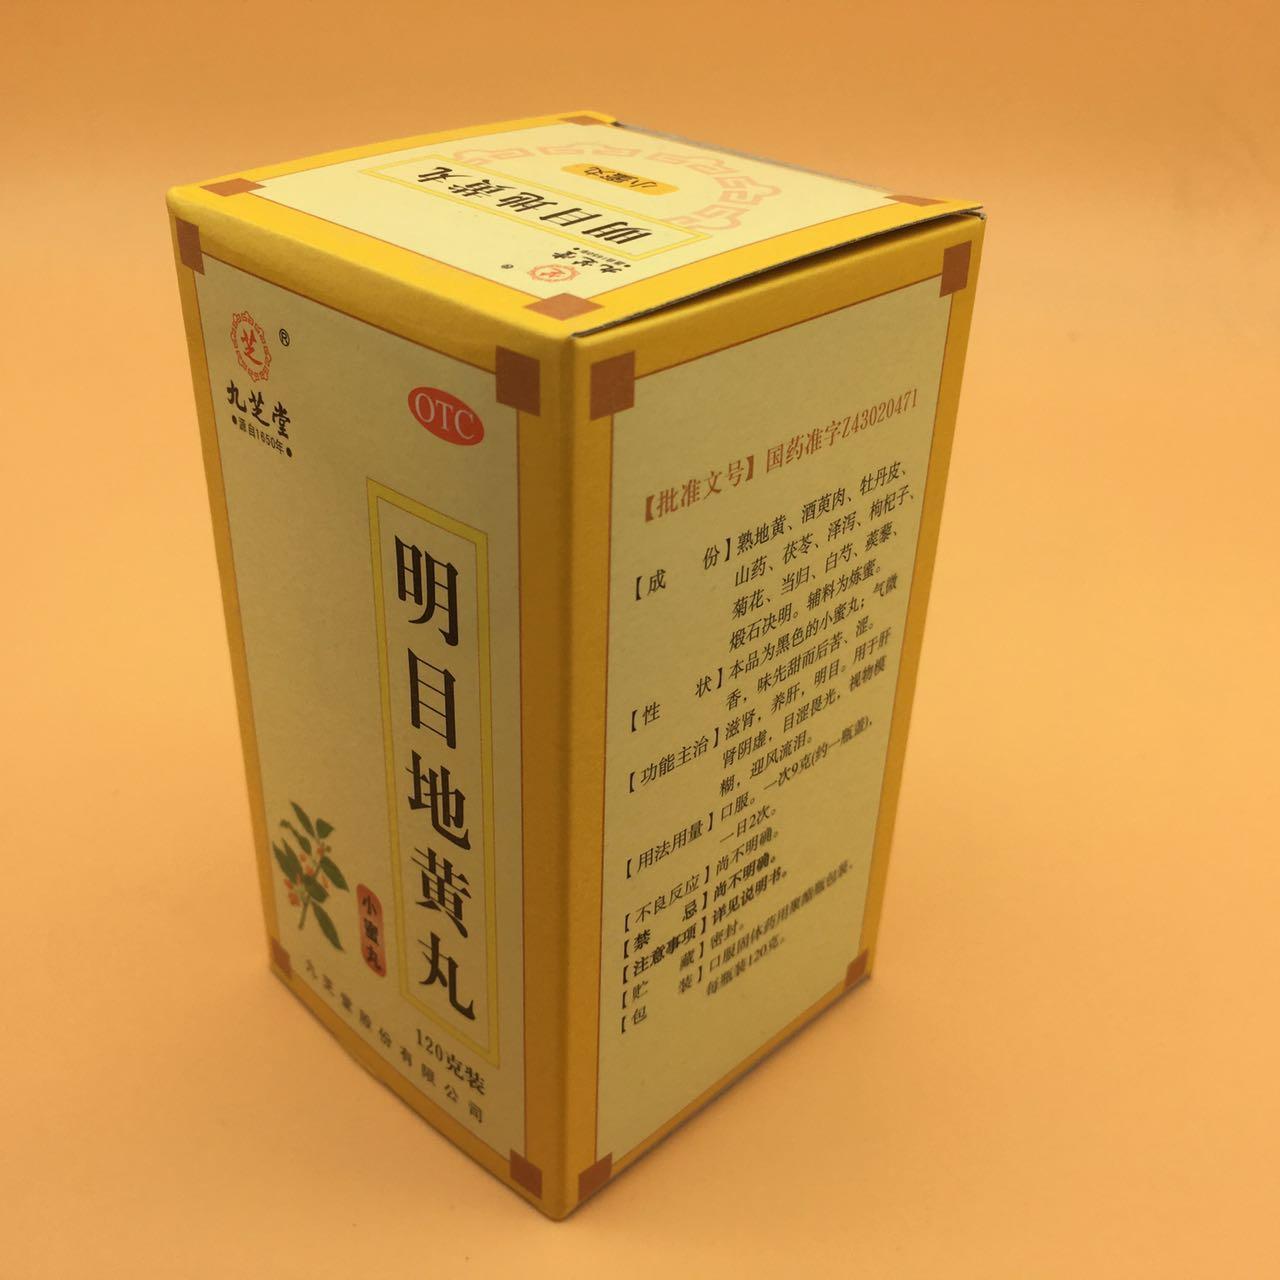 小蜜丸
明目地黄丸
九芝堂
芝
®
九芝堂
●源自1650年●
OTC
明目地黄丸
小蜜丸
120克装
九芝堂股份有限公司
【批准文号】国药准字Z43020471
【成 份】熟地黄、酒萸肉、牡丹皮、
山药、茯苓、泽泻、枸杞子、
菊花、当归、白芍、蒺藜、
煅石决明。辅料为炼蜜。
【性 状】本品为黑色的小蜜丸；气微
香，味先甜而后苦、涩。
【功能主治】滋肾，养肝，明目。用于肝
肾阴虚，目涩畏光，视物模
糊，迎风流泪。
【用法用量】口服。一次9克(约一瓶盖)，
一日2次。
【不良反应】尚不明确。
【禁 忌】尚不明确。
【注意事项】详见说明书。
【贮 藏】密封。
【包 装】口服固体药用聚酯瓶包装、
每瓶装120克。